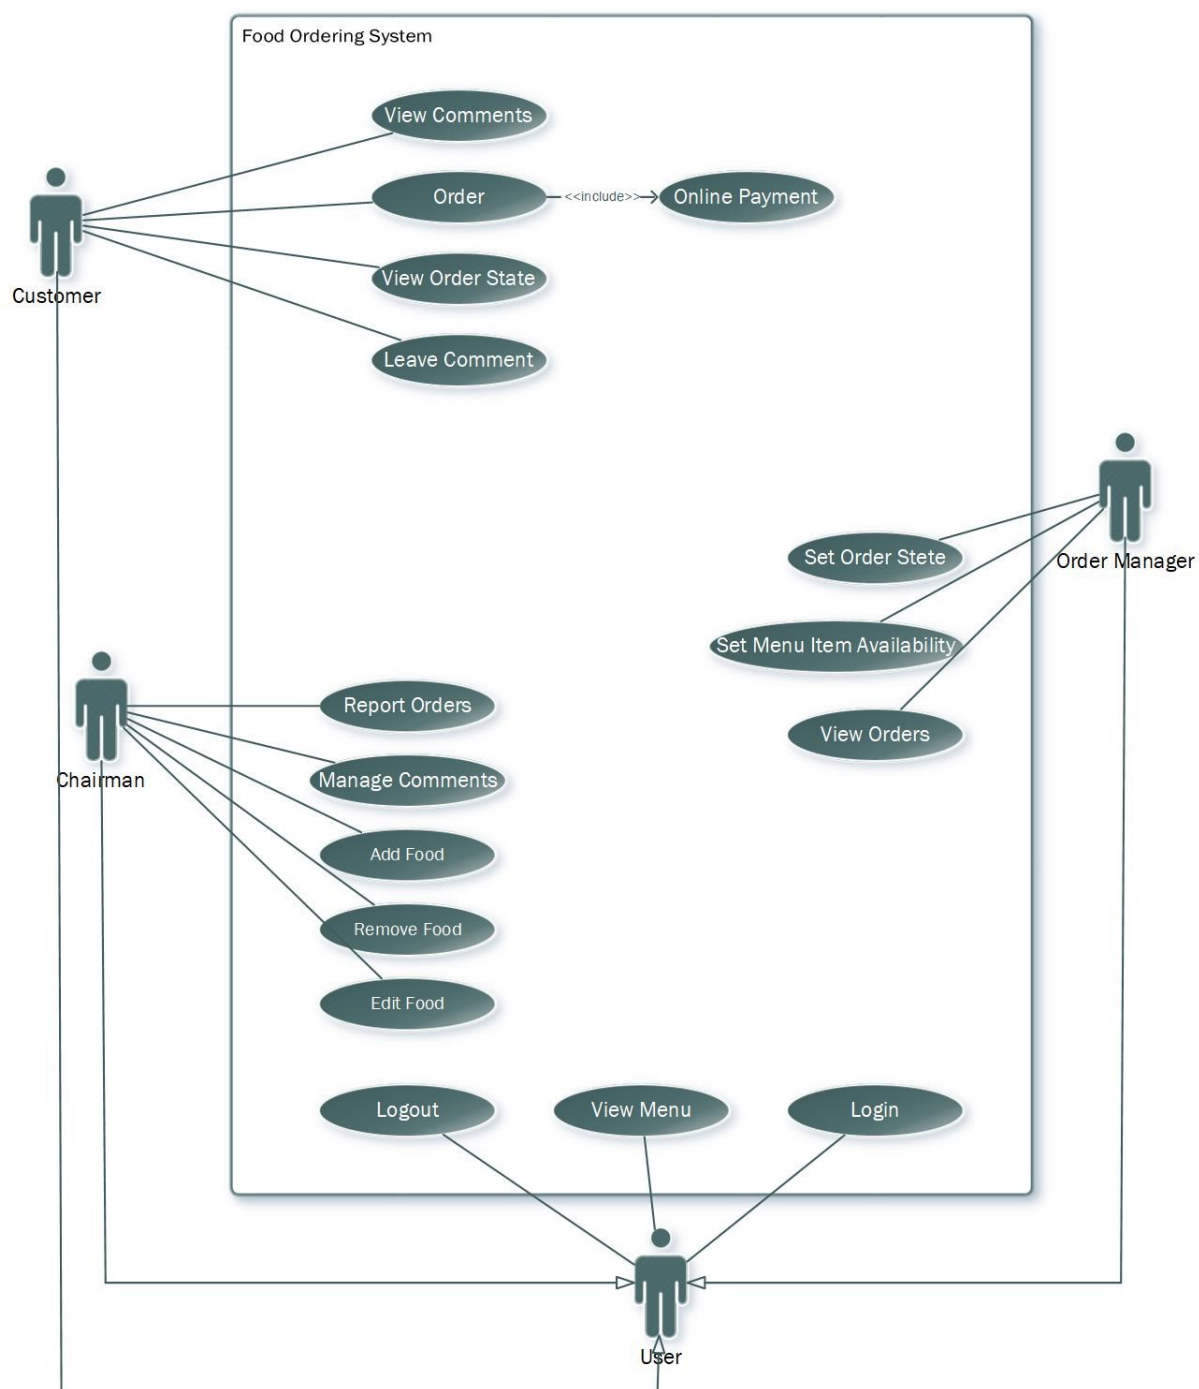 Food Ordering System
View Comments
Order
<<include>>
Online Payment
View Order State
Customer
Leave Comment
Set Order Stete
Order Manager
Set Menu Item Availability
Report Orders
View Orders
Chairman
Manage Comments
Add Food
Remove Food
Edit Food
Logout
View Menu
Login
User